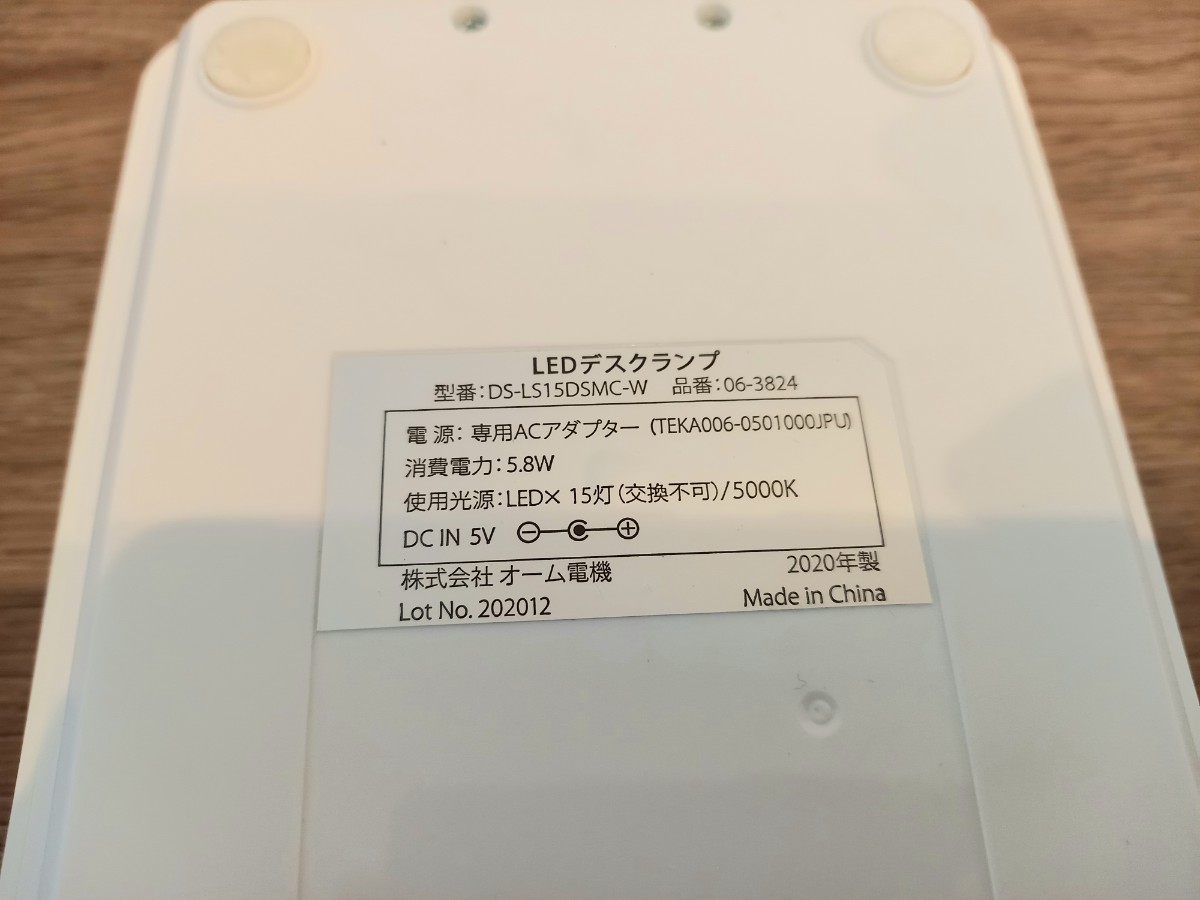 LEDデスクランプ
型番:DS-LS15DSMC-W 品番:06-3824
電 源: 専用ACアダプター (TEKA006-0501000JPU)
消費電力:5.8W
使用光源:LED× 15灯(交換不可)/5000K
DC IN 5V
株式会社 オーム電機 2020年製
Lot No. 202012 Made in China